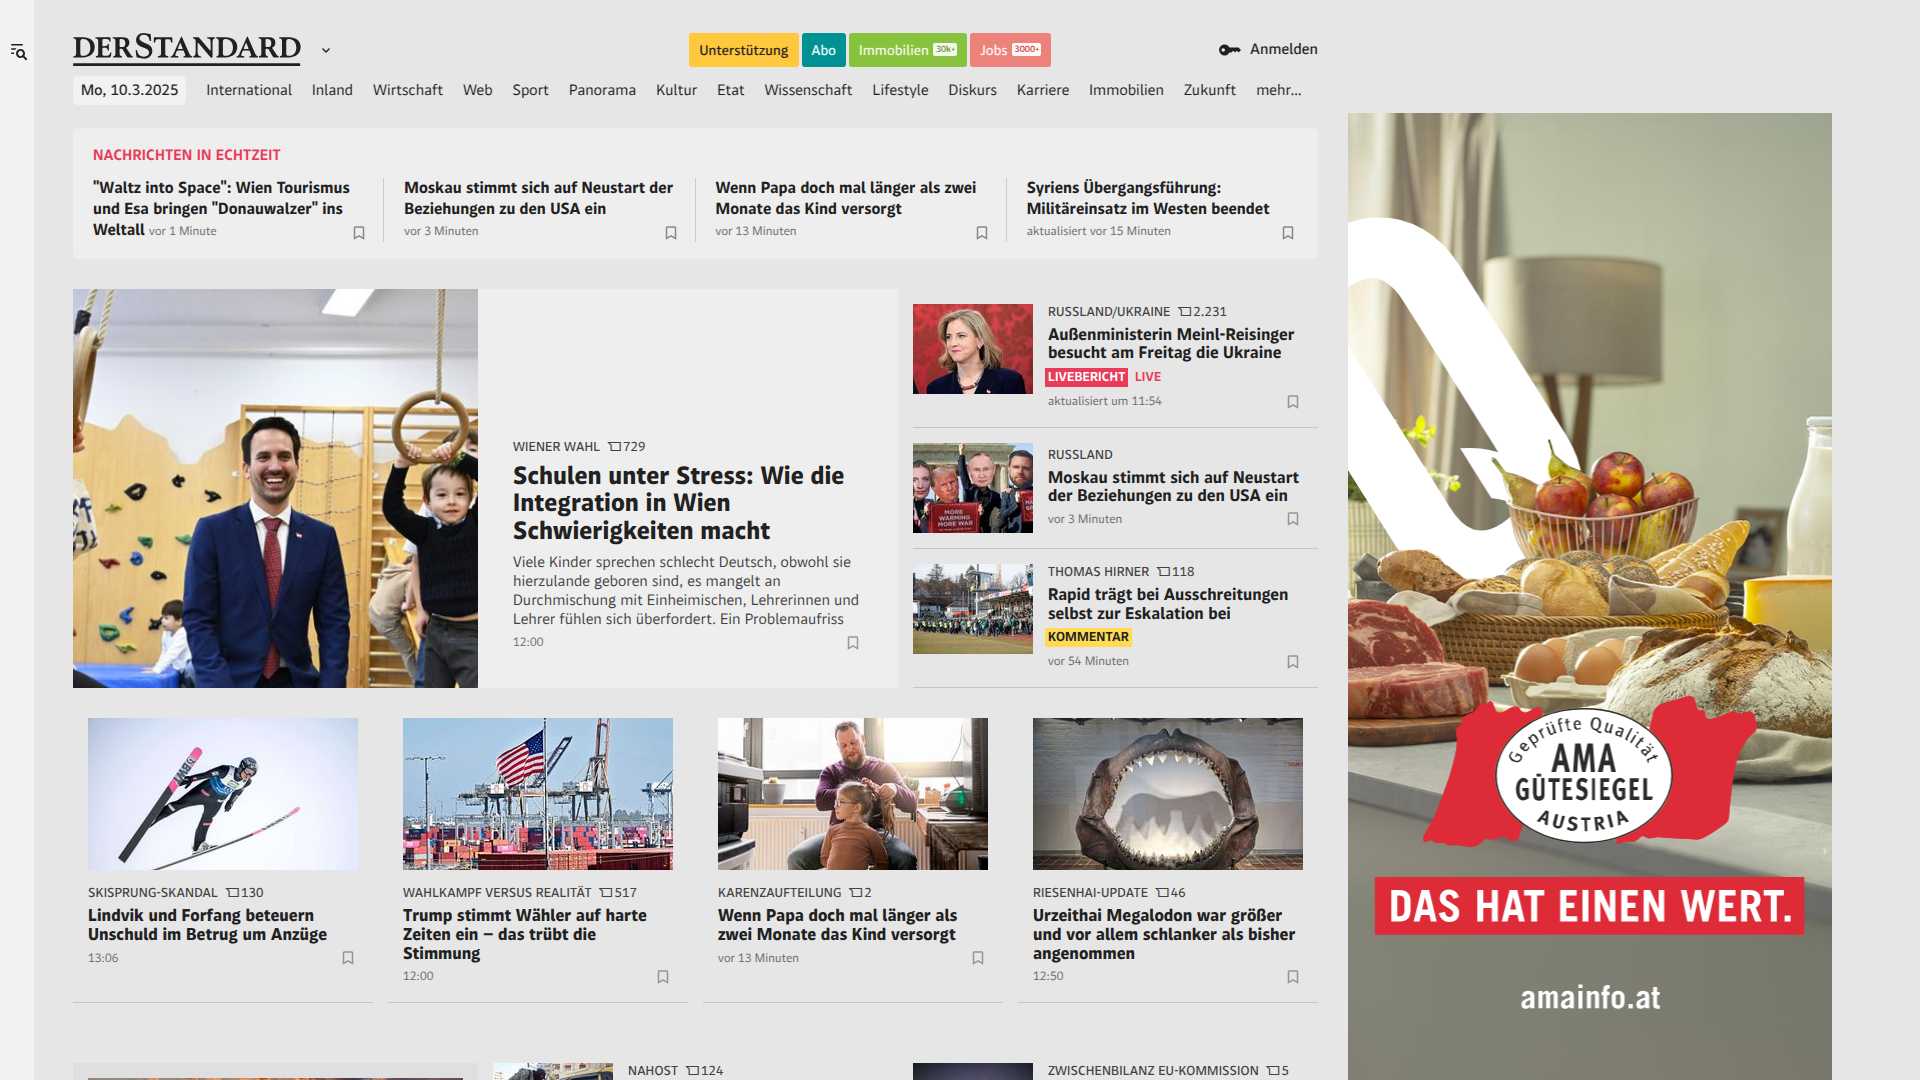 DERSTANDARD
Unterstützung
Abo
Immobilien 30k+
Jobs 3000+
Anmelden
Mo, 10.3.2025
International
Inland
Wirtschaft
Web
Sport
Panorama
Kultur
Etat
Wissenschaft
Lifestyle
Diskurs
Karriere
Immobilien
Zukunft
mehr...
NACHRICHTEN IN ECHTZEIT
"Waltz into Space": Wien Tourismus
und Esa bringen "Donauwalzer" ins
Weltall vor 1 Minute
Moskau stimmt sich auf Neustart der
Beziehungen zu den USA ein
vor 3 Minuten
Wenn Papa doch mal länger als zwei
Monate das Kind versorgt
vor 13 Minuten
Syriens Übergangsführung:
Militäreinsatz im Westen beendet
aktualisiert vor 15 Minuten
WIENER WAHL 729
Schulen unter Stress: Wie die
Integration in Wien
Schwierigkeiten macht
Viele Kinder sprechen schlecht Deutsch, obwohl sie
hierzulande geboren sind, es mangelt an
Durchmischung mit Einheimischen, Lehrerinnen und
Lehrer fühlen sich überfordert. Ein Problemaufriss
12:00
RUSSLAND/UKRAINE 2.231
Außenministerin Meinl-Reisinger
besucht am Freitag die Ukraine
LIVEBERICHT LIVE
aktualisiert um 11:54
MORE
WARMING
MORE WAR
RUSSLAND
Moskau stimmt sich auf Neustart
der Beziehungen zu den USA ein
vor 3 Minuten
THOMAS HIRNER 118
Rapid trägt bei Ausschreitungen
selbst zur Eskalation bei
KOMMENTAR
vor 54 Minuten
SKISPRUNG-SKANDAL 130
Lindvik und Forfang beteuern
Unschuld im Betrug um Anzüge
13:06
WAHLKAMPF VERSUS REALITÄT 517
Trump stimmt Wähler auf harte
Zeiten ein – das trübt die
Stimmung
12:00
KARENZAUFTEILUNG 2
Wenn Papa doch mal länger als
zwei Monate das Kind versorgt
vor 13 Minuten
RIESENHAI-UPDATE 46
Urzeithai Megalodon war größer
und vor allem schlanker als bisher
angenommen
12:50
NAHOST 124
ZWISCHENBILANZ EU-KOMMISSION 5
Geprüfte Qualität
AMA
GÜTESIEGEL
AUSTRIA
DAS HAT EINEN WERT.
amainfo.at